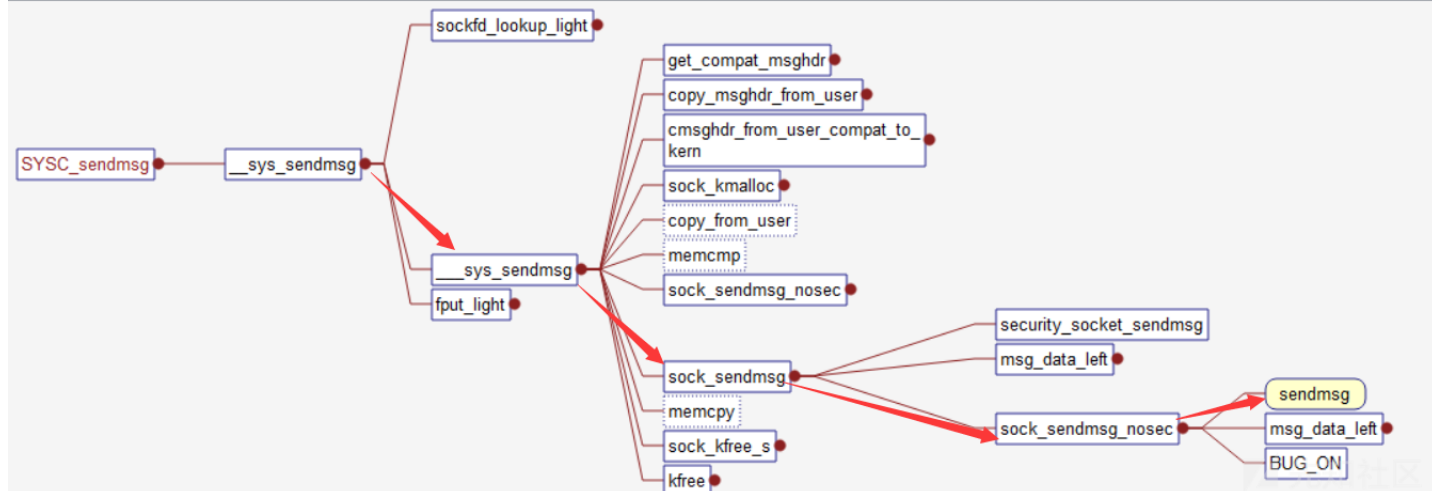 sockfd_lookup_light
get_compat_msghdr
copy_msghdr_from_user
cmsghdr_from_user_compat_to_
kern
SYSC_sendmsg
__sys_sendmsg
sock_kmalloc
copy_from_user
memcmp
___sys_sendmsg
sock_sendmsg_nosec
fput_light
security_socket_sendmsg
msg_data_left
sock_sendmsg
sendmsg
memcpy
sock_sendmsg_nosec
msg_data_left
sock_kfree_s
BUG_ON
kfree